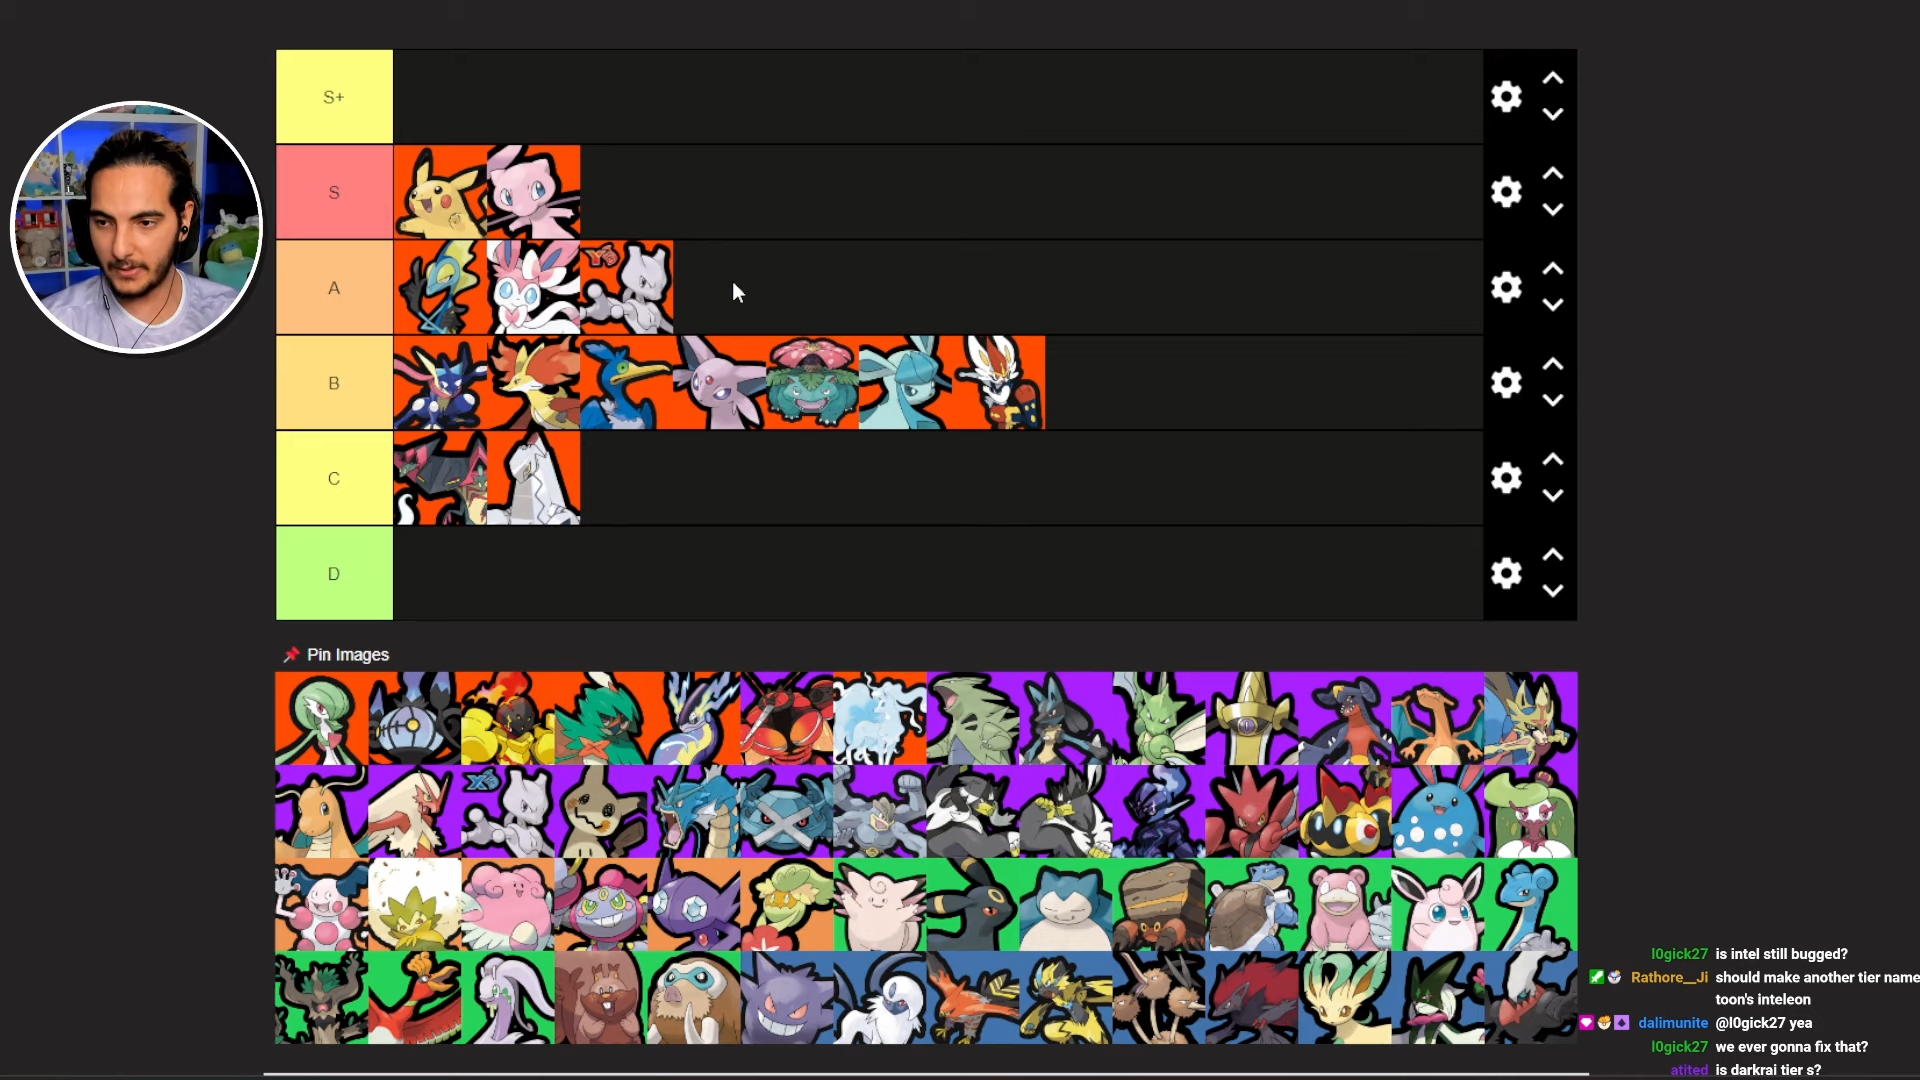 S+
S
A
B
C
D
Pin Images
l0gick27 is intel still bugged?
Rathore__Ji should make another tier name
toon's inteleon
dalimunite @l0gick27 yea
l0gick27 we ever gonna fix that?
atited is darkrai tier s?